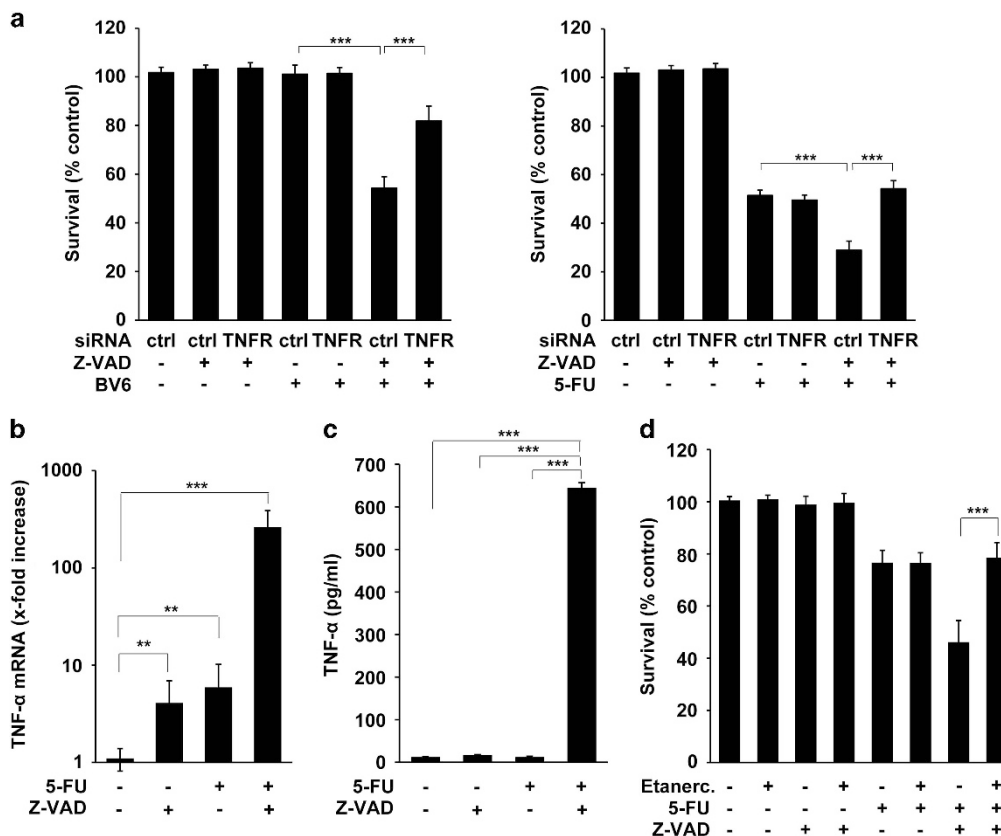 a
*** ***
120
100
80
60
40
20
0
Survival (% control)
siRNA ctrl ctrl TNFR ctrl TNFR ctrl TNFR
Z-VAD - + + - - + +
BV6 - - - + + + +
*** ***
120
100
80
60
40
20
0
Survival (% control)
siRNA ctrl ctrl TNFR ctrl TNFR ctrl TNFR
Z-VAD - + + - - + +
5-FU - - - + + + +
b
1000
100
10
1
TNF-α mRNA (x-fold increase)
***
**
**
5-FU - - + +
Z-VAD - + - +
c
***
***
***
700
600
500
400
300
200
100
0
TNF-α (pg/ml)
5-FU - - + +
Z-VAD - + - +
d
120
100
80
60
40
20
0
Survival (% control)
***
Etanerc. - + - + - + - +
5-FU - - - - + + + +
Z-VAD - - + + - - + +